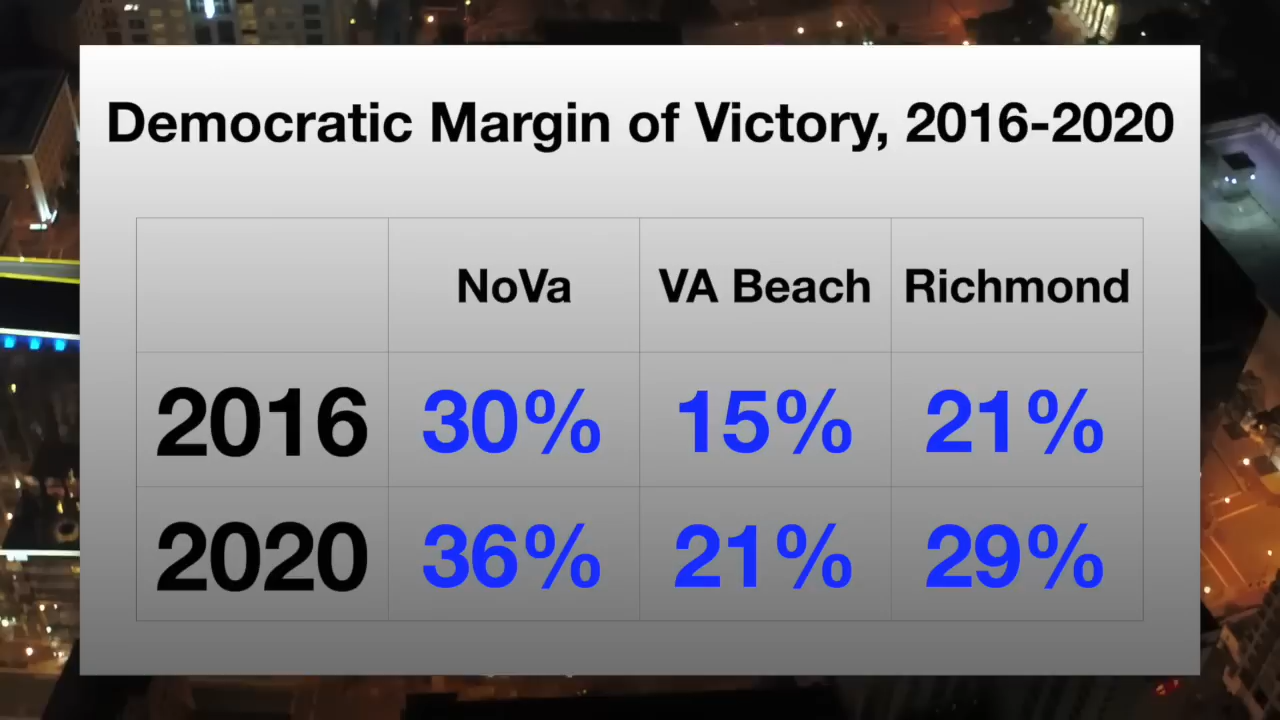 Democratic Margin of Victory, 2016-2020
NoVa VA Beach Richmond
2016 30% 15% 21%
2020 36% 21% 29%